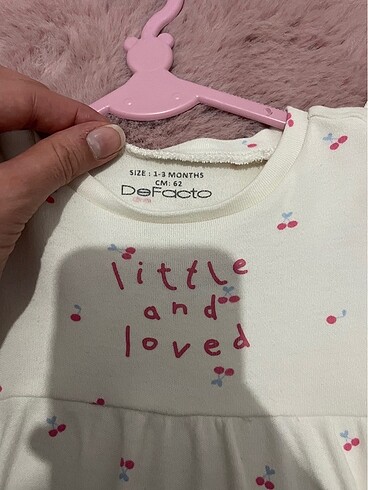 SIZE : 1-3 MONTHS
CM: 62
DeFacto
little
and
loved